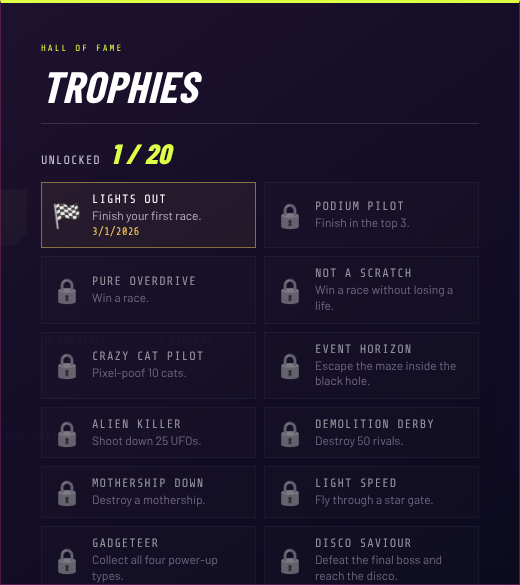 HALL OF FAME
TROPHIES
UNLOCKED 1 / 20
LIGHTS OUT
Finish your first race.
3/1/2026
PODIUM PILOT
Finish in the top 3.
PURE OVERDRIVE
Win a race.
NOT A SCRATCH
Win a race without losing a
life.
CRAZY CAT PILOT
Pixel-poof 10 cats.
EVENT HORIZON
Escape the maze inside the
black hole.
ALIEN KILLER
Shoot down 25 UFOs.
DEMOLITION DERBY
Destroy 50 rivals.
MOTHERSHIP DOWN
Destroy a mothership.
LIGHT SPEED
Fly through a star gate.
GADGETEER
Collect all four power-up
types.
DISCO SAVIOUR
Defeat the final boss and
reach the disco.